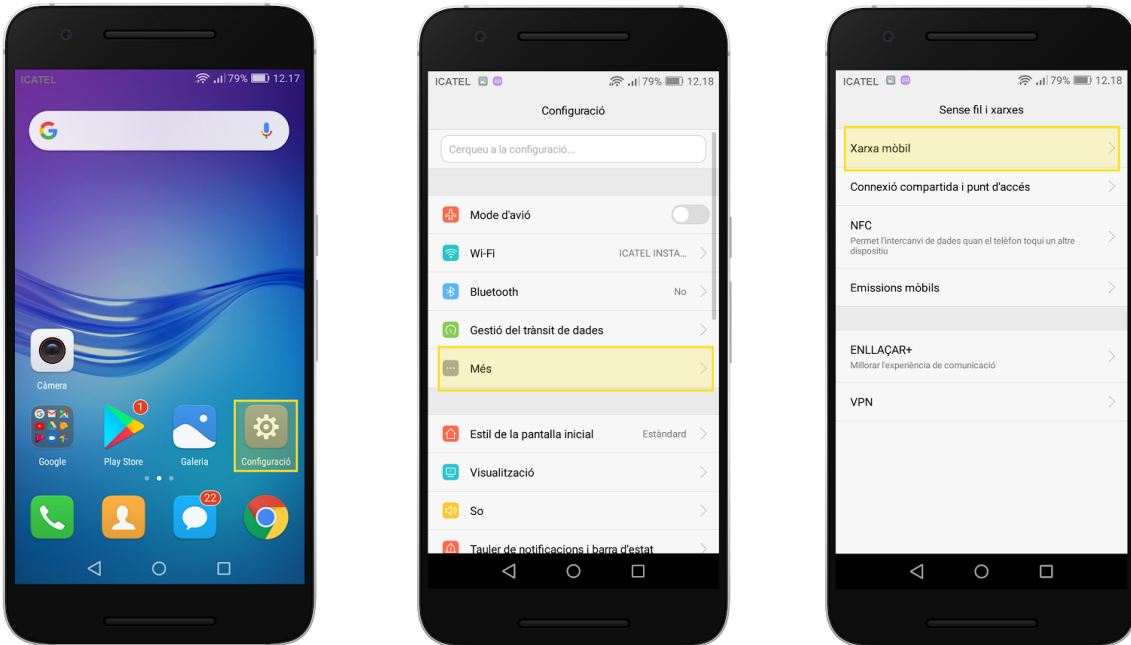 ICATEL 79% 12.17
Càmera
1
Google Play Store Galeria Configuració
22
ICATEL 79% 12.18
Configuració
Cerqueu a la configuració...
Mode d'avió
Wi-Fi ICATEL INSTA...
Bluetooth No
Gestió del trànsit de dades
Més
Estil de la pantalla inicial Estàndard
Visualització
So
Tauler de notificacions i barra d'estat
ICATEL 79% 12.18
Sense fil i xarxes
Xarxa mòbil
Connexió compartida i punt d'accés
NFC
Permet l'intercanvi de dades quan el telèfon toqui un altre
dispositiu
Emissions mòbils
ENLLAÇAR+
Millorar l'experiència de comunicació
VPN